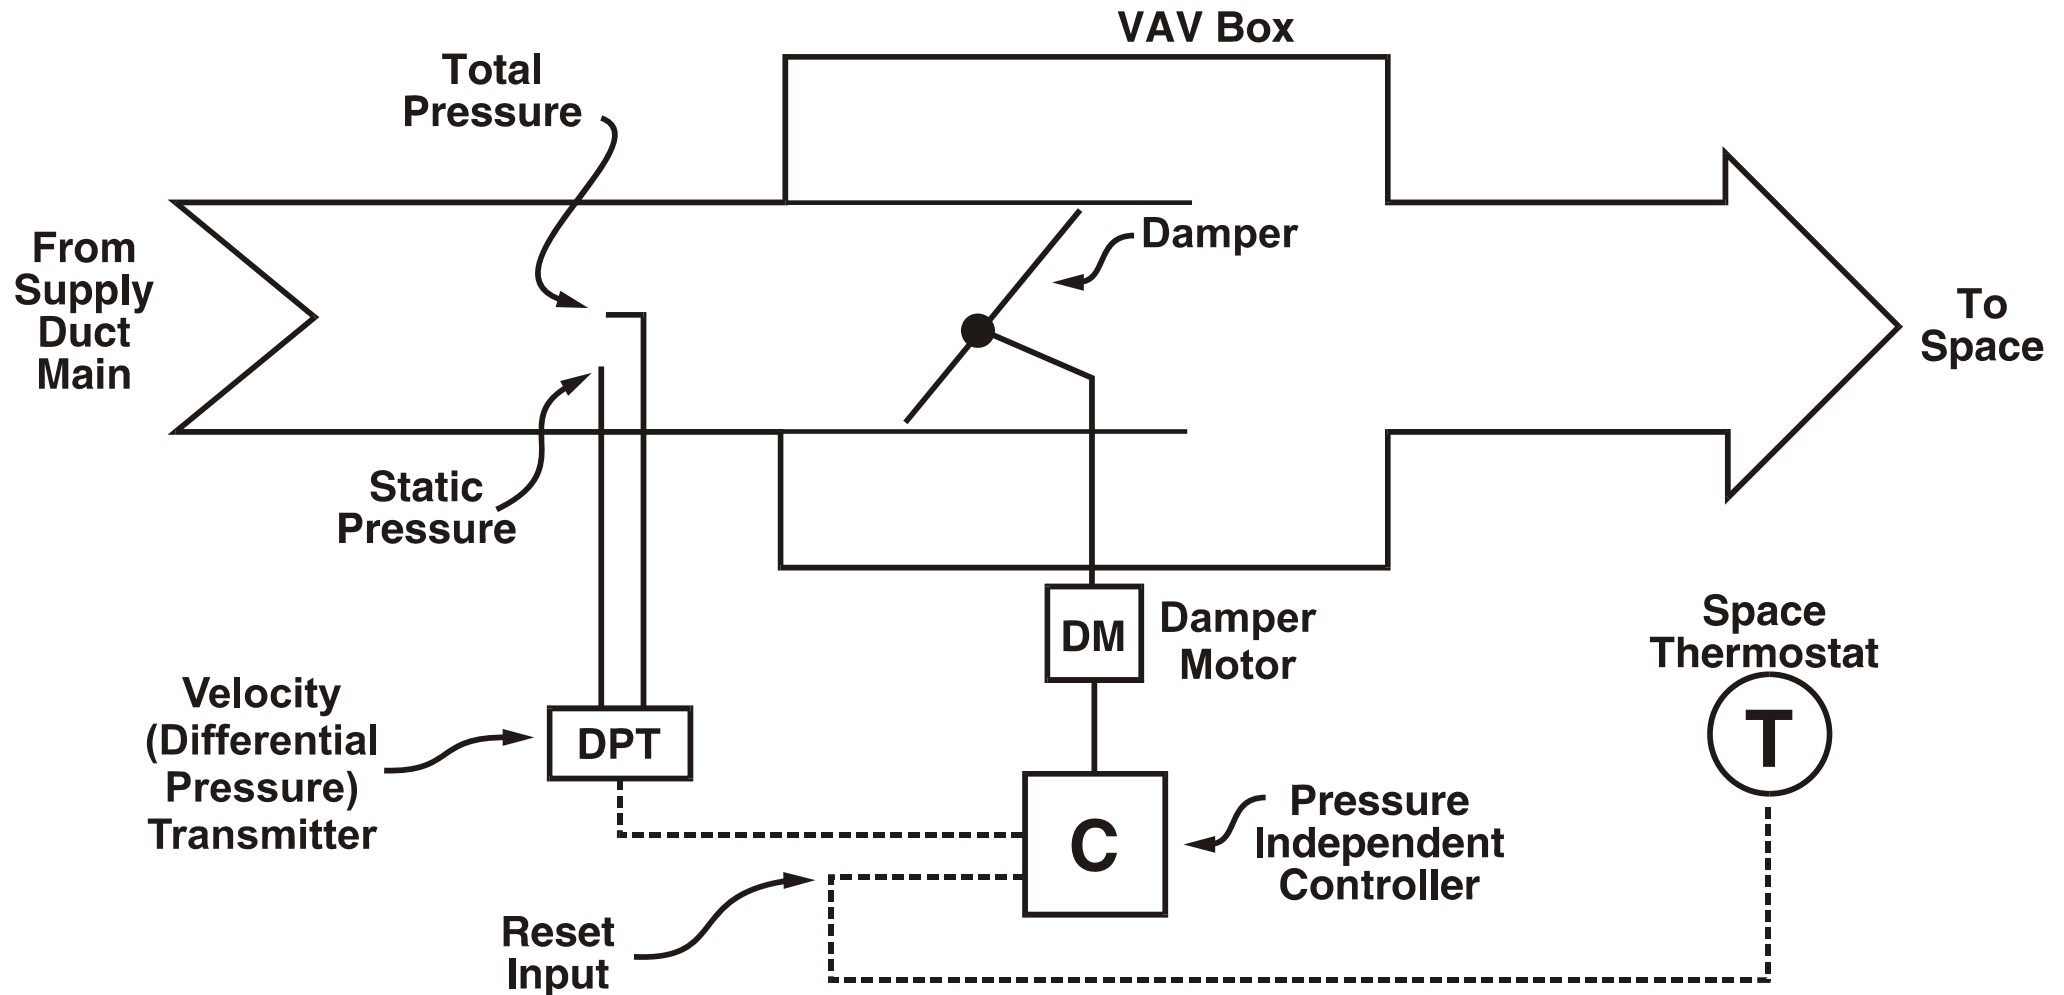 VAV Box
Total
Pressure
Damper
From
Supply
Duct
Main
To
Space
Static
Pressure
DM
Damper
Motor
Space
Thermostat
T
Velocity
(Differential
Pressure)
Transmitter
DPT
C
Pressure
Independent
Controller
Reset
Input